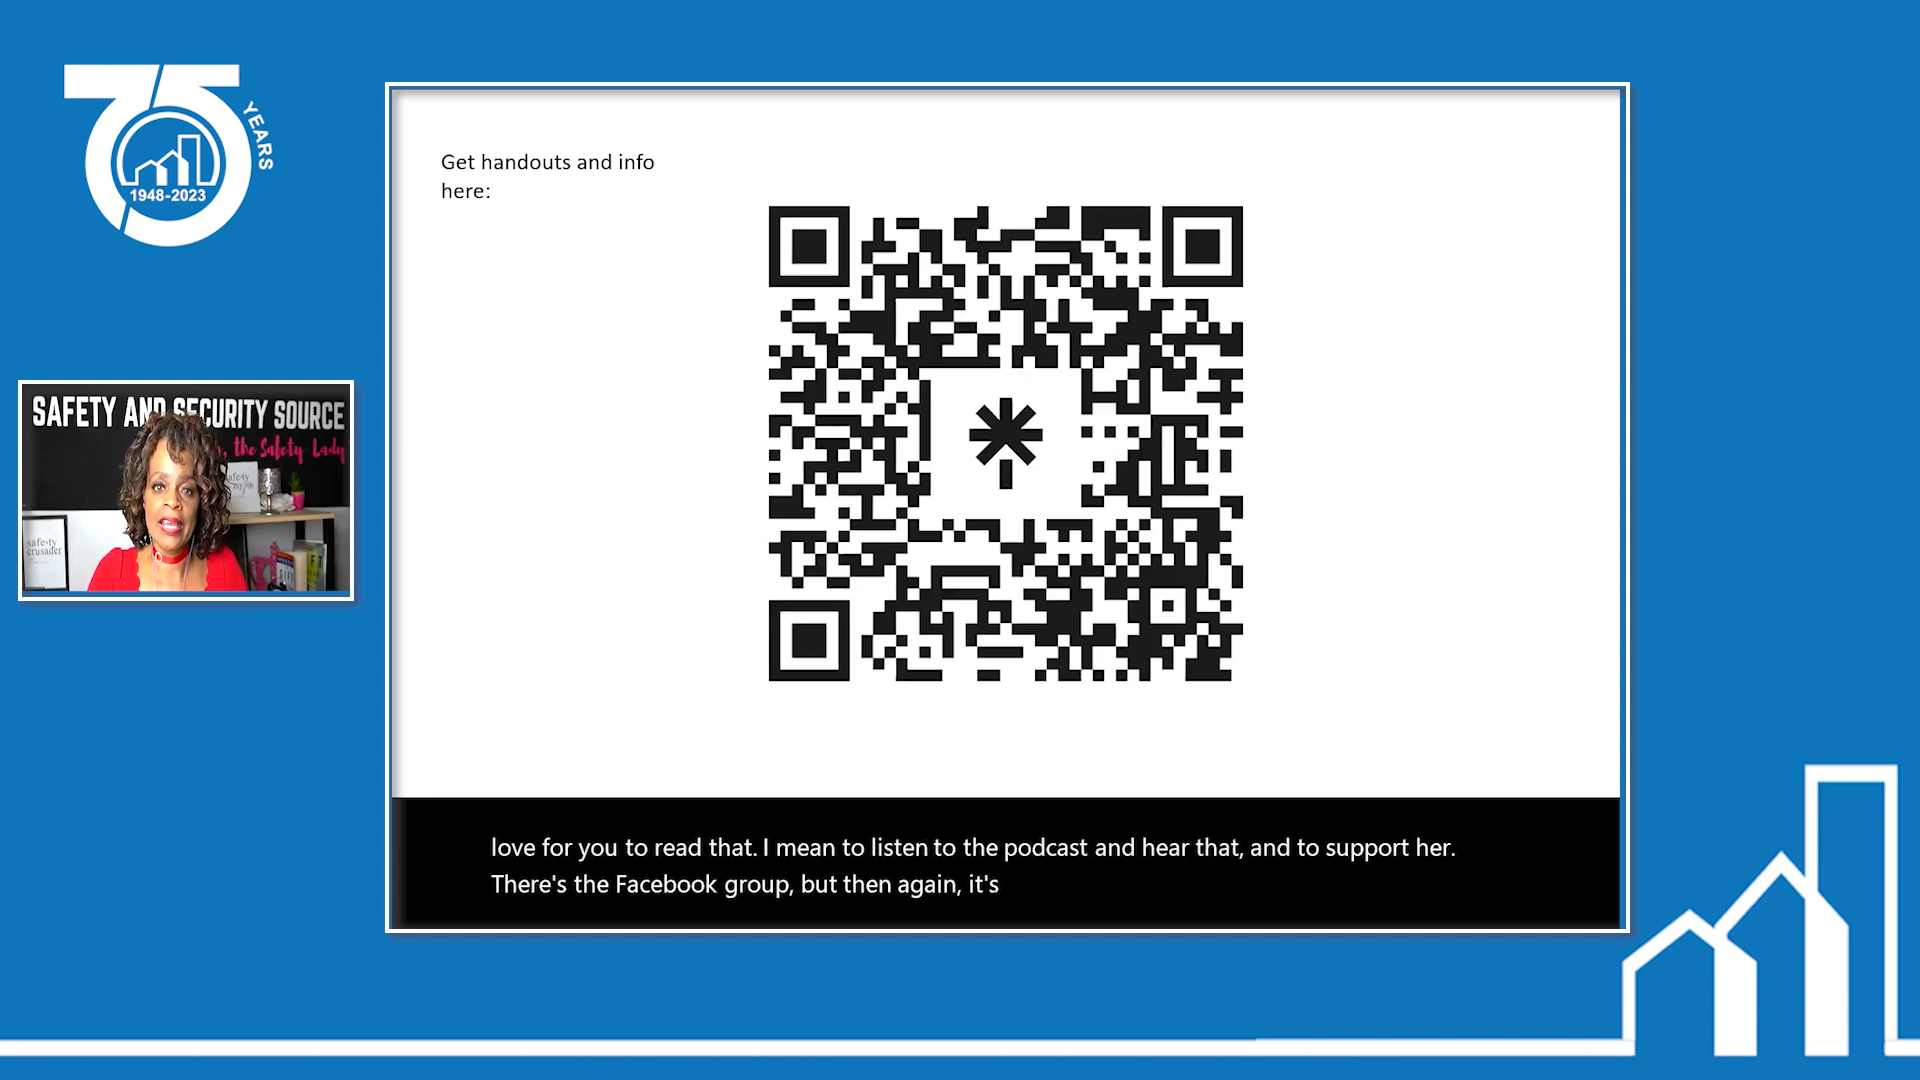 75
YEARS
1948-2023
Get handouts and info
here:
SAFETY AND SECURITY SOURCE
the Safety Lady
safe•ty
crusader
love for you to read that. I mean to listen to the podcast and hear that, and to support her.
There's the Facebook group, but then again, it's